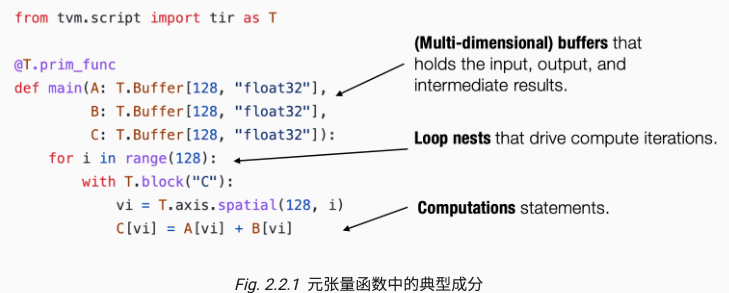 from tvm.script import tir as T
@T.prim_func
def main(A: T.Buffer[128, "float32"],
B: T.Buffer[128, "float32"],
C: T.Buffer[128, "float32"]):
for i in range(128):
with T.block("C"):
vi = T.axis.spatial(128, i)
C[vi] = A[vi] + B[vi]
(Multi-dimensional) buffers that
holds the input, output, and
intermediate results.
Loop nests that drive compute iterations.
Computations statements.
Fig. 2.2.1 元张量函数中的典型成分